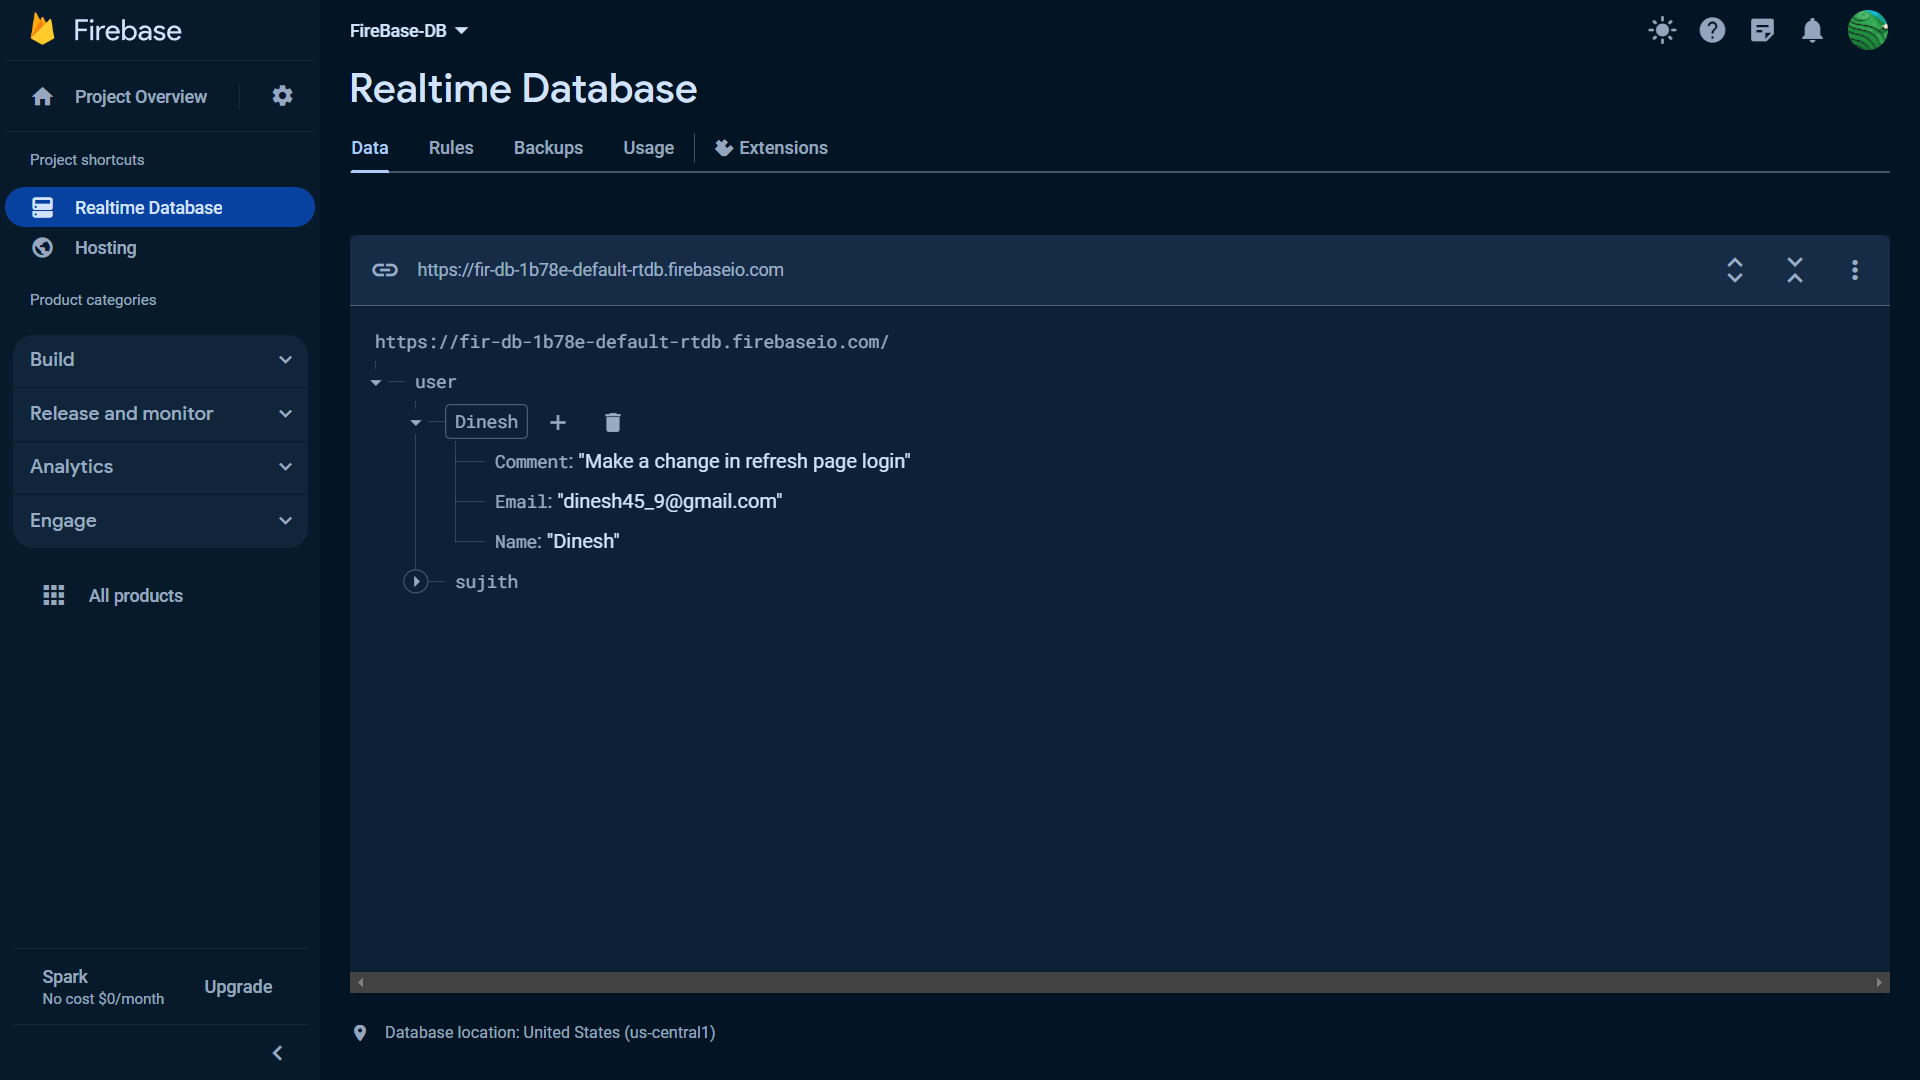 Firebase
FireBase-DB
Project Overview
Realtime Database
Data
Rules
Backups
Usage
Extensions
Project shortcuts
Realtime Database
Hosting
Product categories
Build
Release and monitor
Analytics
Engage
All products
https://fir-db-1b78e-default-rtdb.firebaseio.com
https://fir-db-1b78e-default-rtdb.firebaseio.com/
user
Dinesh
Comment: "Make a change in refresh page login"
Email: "dinesh45_9@gmail.com"
Name: "Dinesh"
sujith
Spark
No cost $0/month
Upgrade
Database location: United States (us-central1)